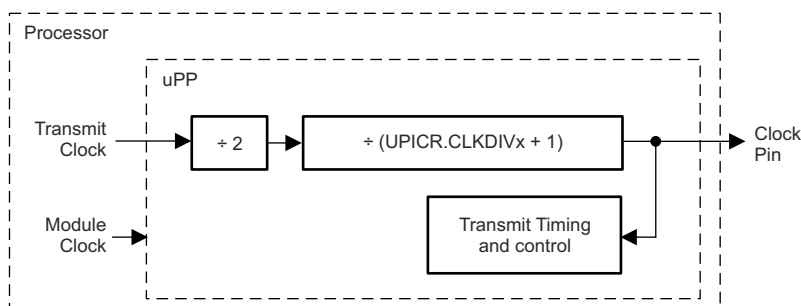 Processor
uPP
Transmit
Clock
÷ 2
÷ (UPICR.CLKDIVx + 1)
Clock
Pin
Module
Clock
Transmit Timing
and control